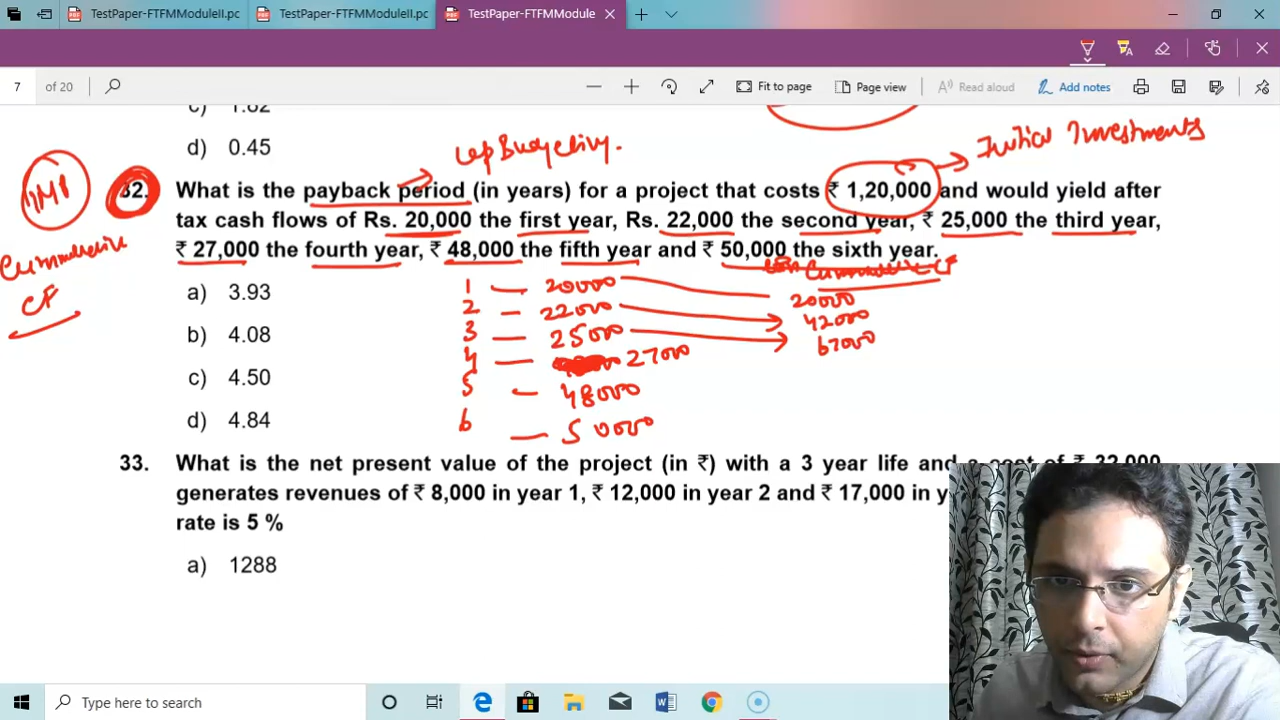 TestPaper-FTFMModuleII.pc
TestPaper-FTFMModuleII.pc
TestPaper-FTFMModule
7 of 20
Fit to page
Page view
Read aloud
Add notes
c) 1.82
d) 0.45
Initial Investments
32. What is the payback period (in years) for a project that costs ₹ 1,20,000 and would yield after
tax cash flows of Rs. 20,000 the first year, Rs. 22,000 the second year, ₹ 25,000 the third year,
₹ 27,000 the fourth year, ₹ 48,000 the fifth year and ₹ 50,000 the sixth year.
Cummulative
CF
Cummulative CF
a) 3.93
b) 4.08
c) 4.50
d) 4.84
1 — 20000 20000
2 — 22000 42000
3 — 25000 67000
4 — 27000
5 — 48000
6 — 50000
33. What is the net present value of the project (in ₹) with a 3 year life and a cost of ₹ 32,000
generates revenues of ₹ 8,000 in year 1, ₹ 12,000 in year 2 and ₹ 17,000 in
rate is 5 %
a) 1288
Type here to search